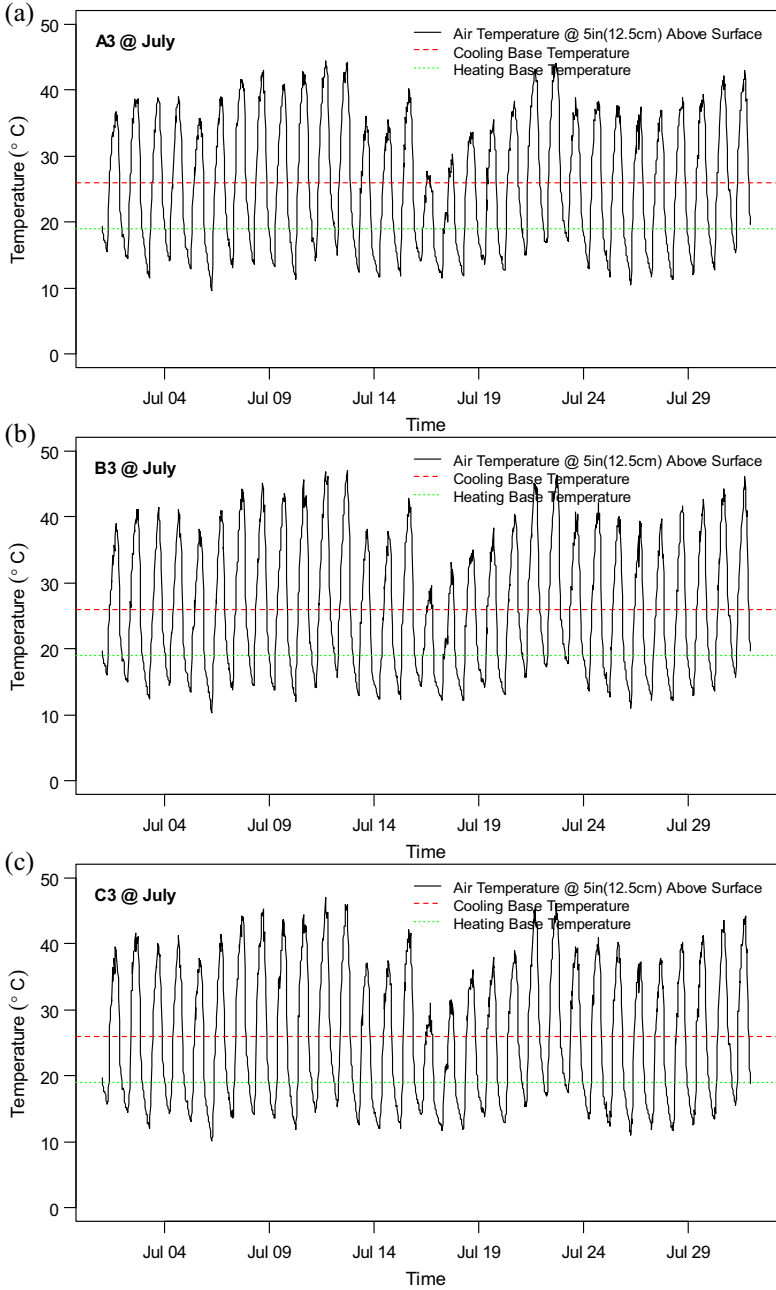 (a)
A3 @ July
Air Temperature @ 5in(12.5cm) Above Surface
Cooling Base Temperature
Heating Base Temperature
Temperature (° C)
50
40
30
20
10
0
Jul 04 Jul 09 Jul 14 Jul 19 Jul 24 Jul 29
Time
(b)
B3 @ July
Air Temperature @ 5in(12.5cm) Above Surface
Cooling Base Temperature
Heating Base Temperature
Temperature (° C)
50
40
30
20
10
0
Jul 04 Jul 09 Jul 14 Jul 19 Jul 24 Jul 29
Time
(c)
C3 @ July
Air Temperature @ 5in(12.5cm) Above Surface
Cooling Base Temperature
Heating Base Temperature
Temperature (° C)
50
40
30
20
10
0
Jul 04 Jul 09 Jul 14 Jul 19 Jul 24 Jul 29
Time